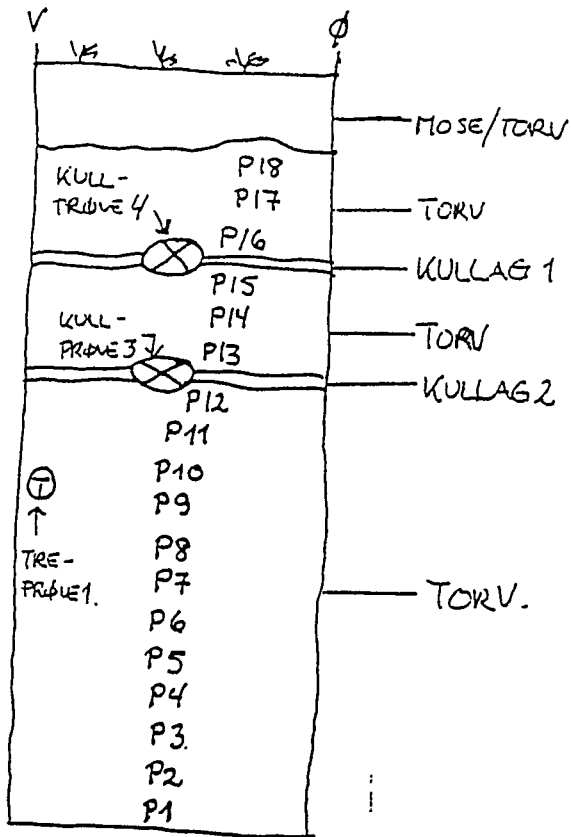 V Ø
MOSE/TORV
P18
KULL-
PRØVE 4
P17
TORV
P16
KULLAG 1
P15
P14
KULL-
PRØVE 3
TORV
P13
KULLAG 2
P12
P11
P10
T
P9
P8
TRE-
PRØVE 1.
P7
TORV.
P6
P5
P4
P3.
P2
P1